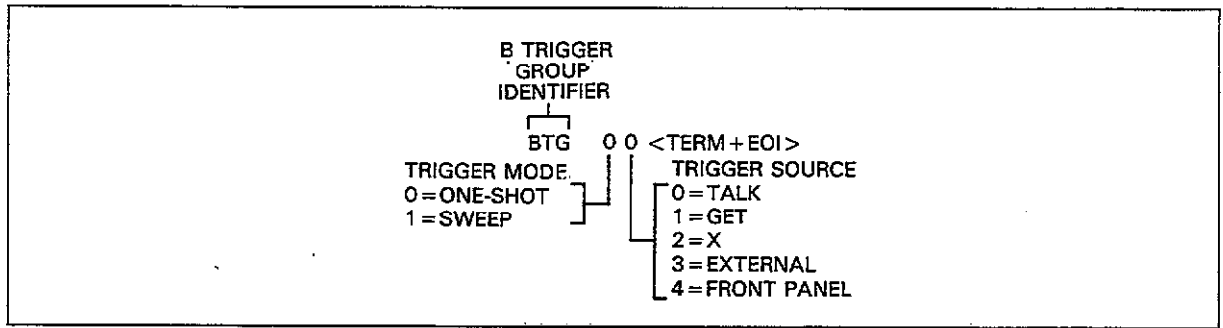 B TRIGGER
GROUP
IDENTIFIER
BTG 0 0 <TERM+EOI>
TRIGGER MODE
0=ONE-SHOT
1=SWEEP
TRIGGER SOURCE
0=TALK
1=GET
2=X
3=EXTERNAL
4=FRONT PANEL